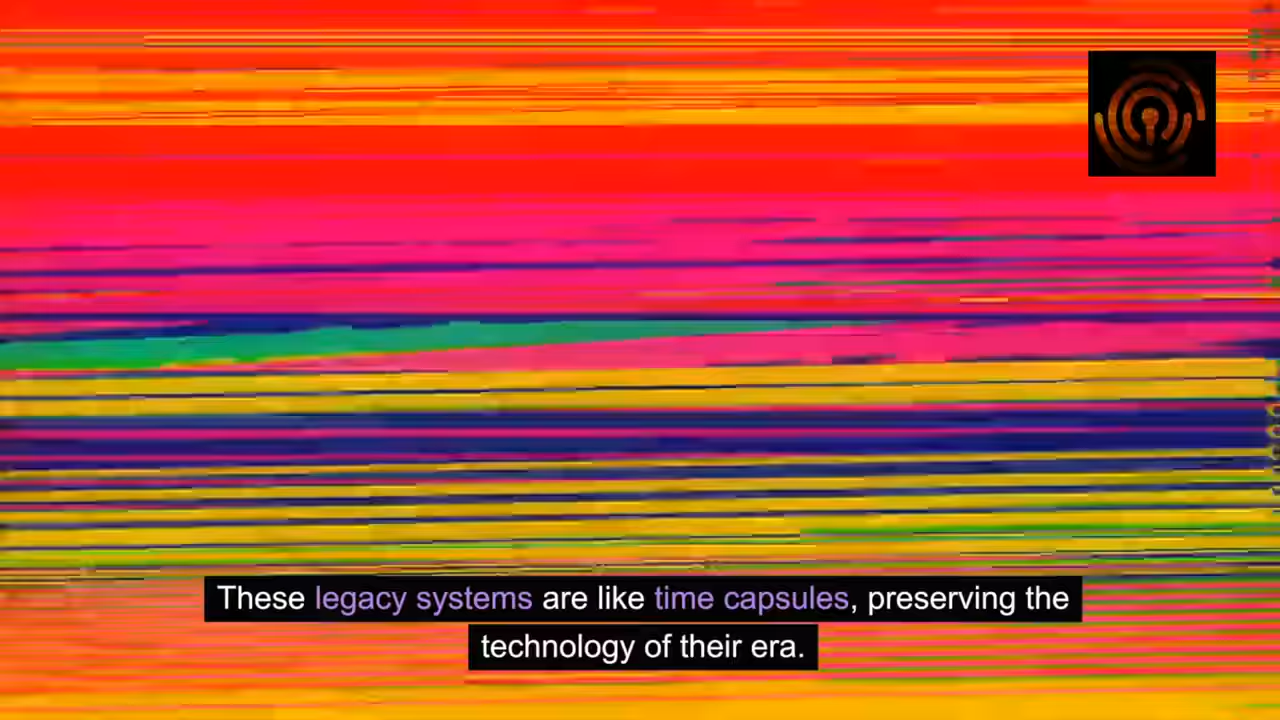 These legacy systems are like time capsules, preserving the
technology of their era.